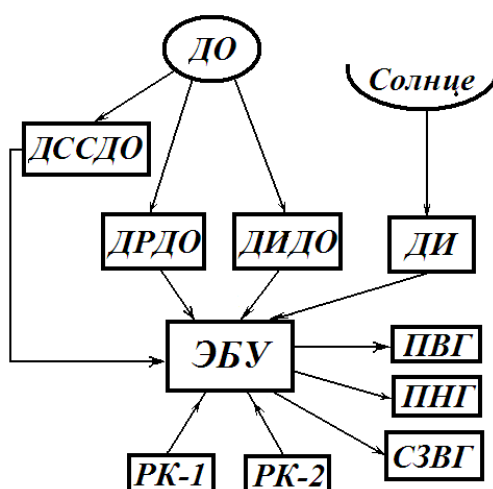 ДО
Солнце
ДССДО
ДРДО
ДИДО
ДИ
ЭБУ
ПВГ
ПНГ
СЗВГ
РК-1
РК-2